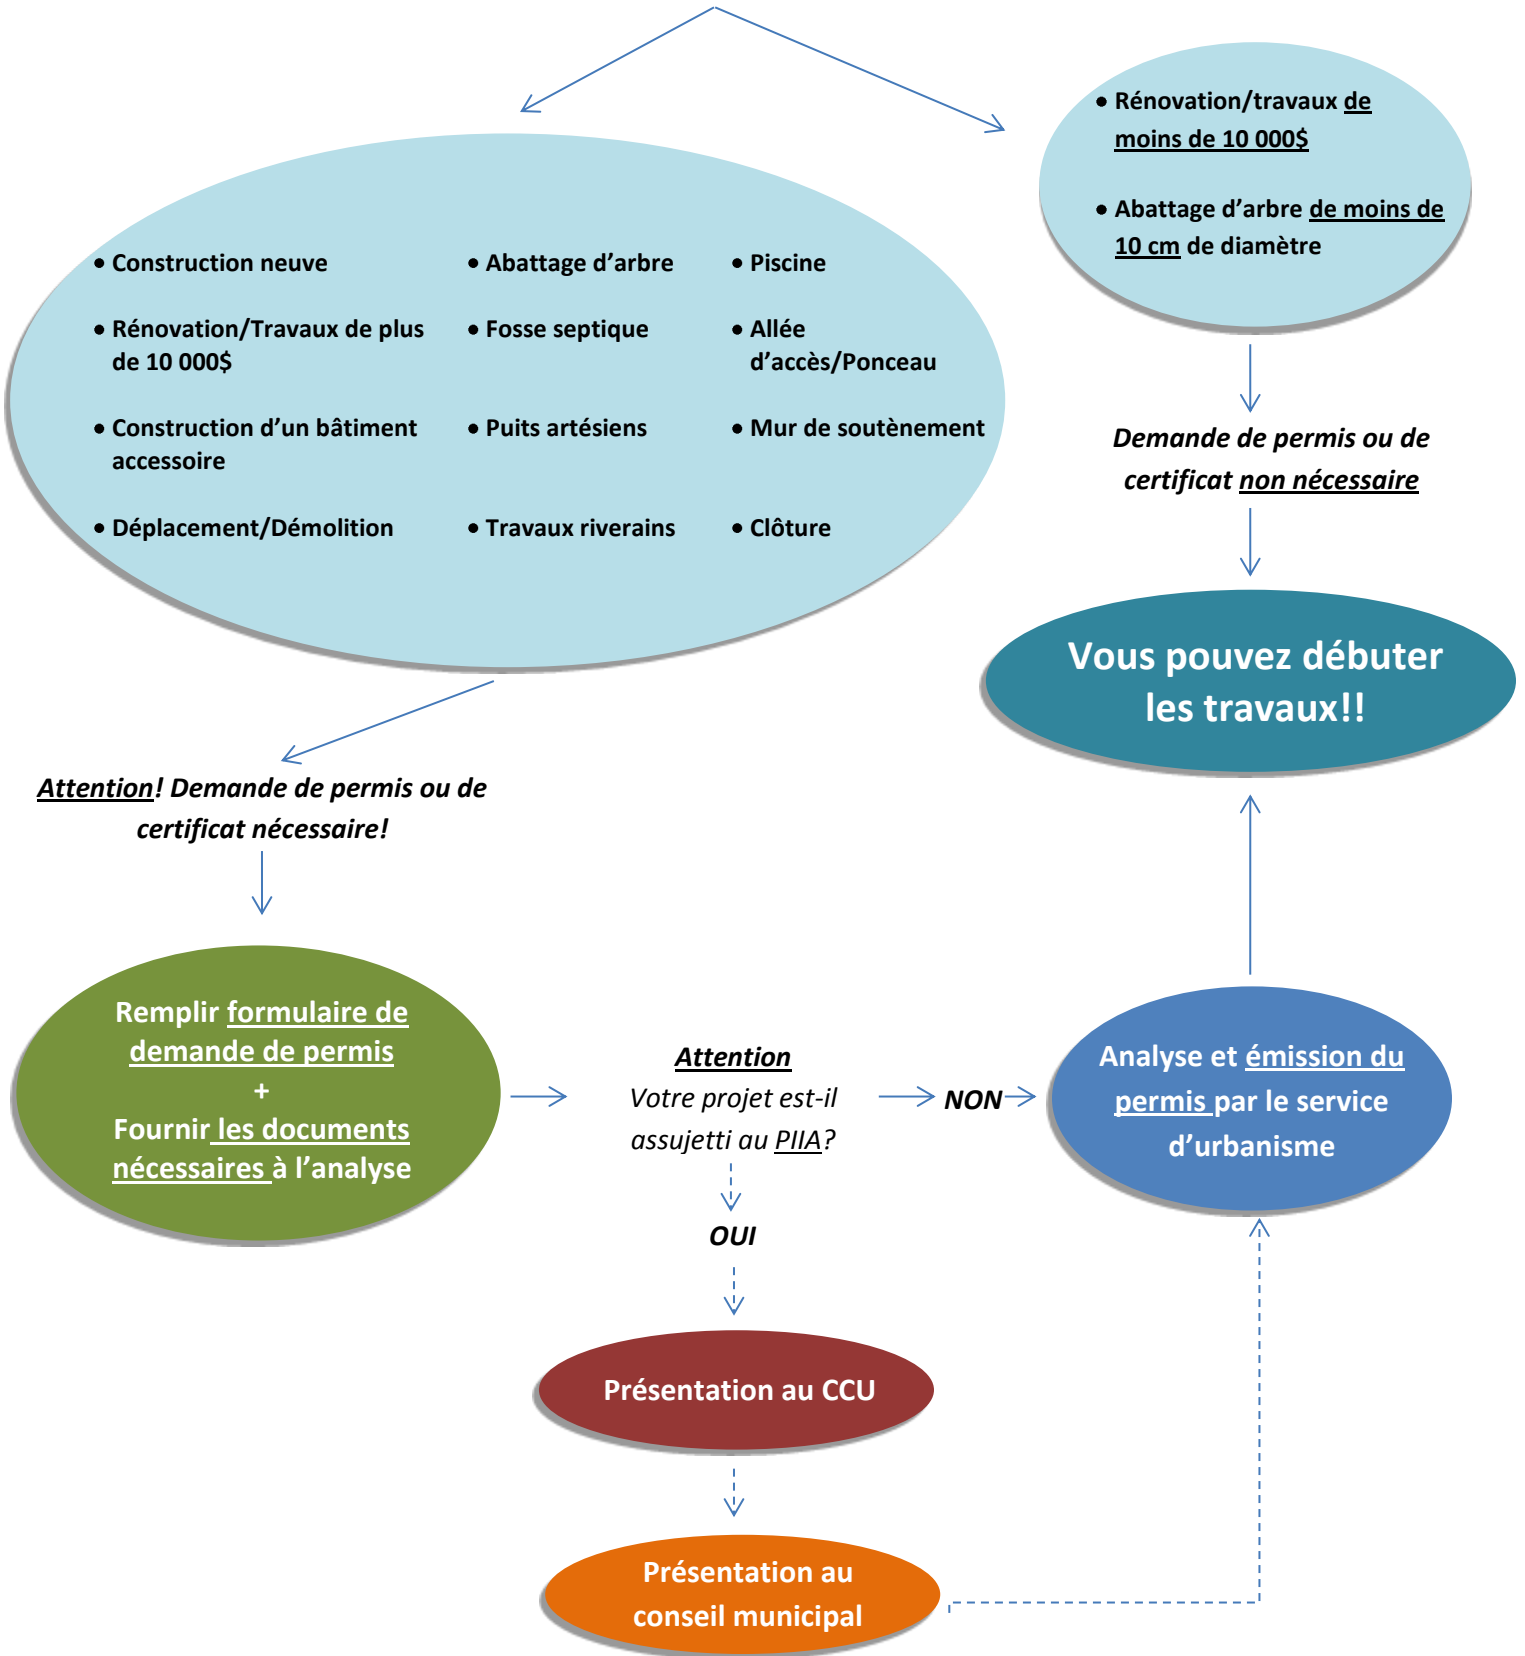 • Rénovation/travaux de
moins de 10 000$
• Abattage d’arbre de moins de
10 cm de diamètre
• Construction neuve
• Rénovation/Travaux de plus
de 10 000$
• Construction d’un bâtiment
accessoire
• Déplacement/Démolition
• Abattage d’arbre
• Fosse septique
• Puits artésiens
• Travaux riverains
• Piscine
• Allée
d’accès/Ponceau
• Mur de soutènement
• Clôture
Demande de permis ou de
certificat non nécessaire
Vous pouvez débuter
les travaux!!
Attention! Demande de permis ou de
certificat nécessaire!
Remplir formulaire de
demande de permis
+
Fournir les documents
nécessaires à l’analyse
Attention
Votre projet est-il
assujetti au PIIA?
NON
Analyse et émission du
permis par le service
d’urbanisme
OUI
Présentation au CCU
Présentation au
conseil municipal